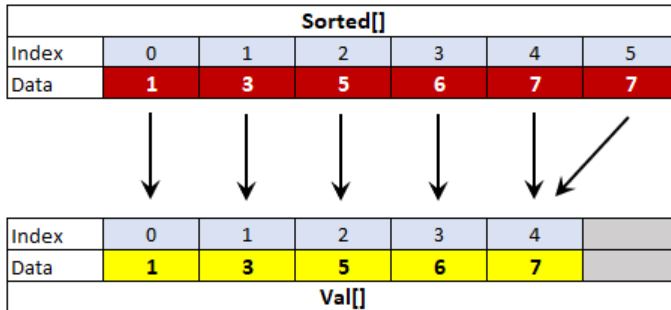 Sorted[]
Index 0 1 2 3 4 5
Data 1 3 5 6 7 7
Index 0 1 2 3 4
Data 1 3 5 6 7
Val[]